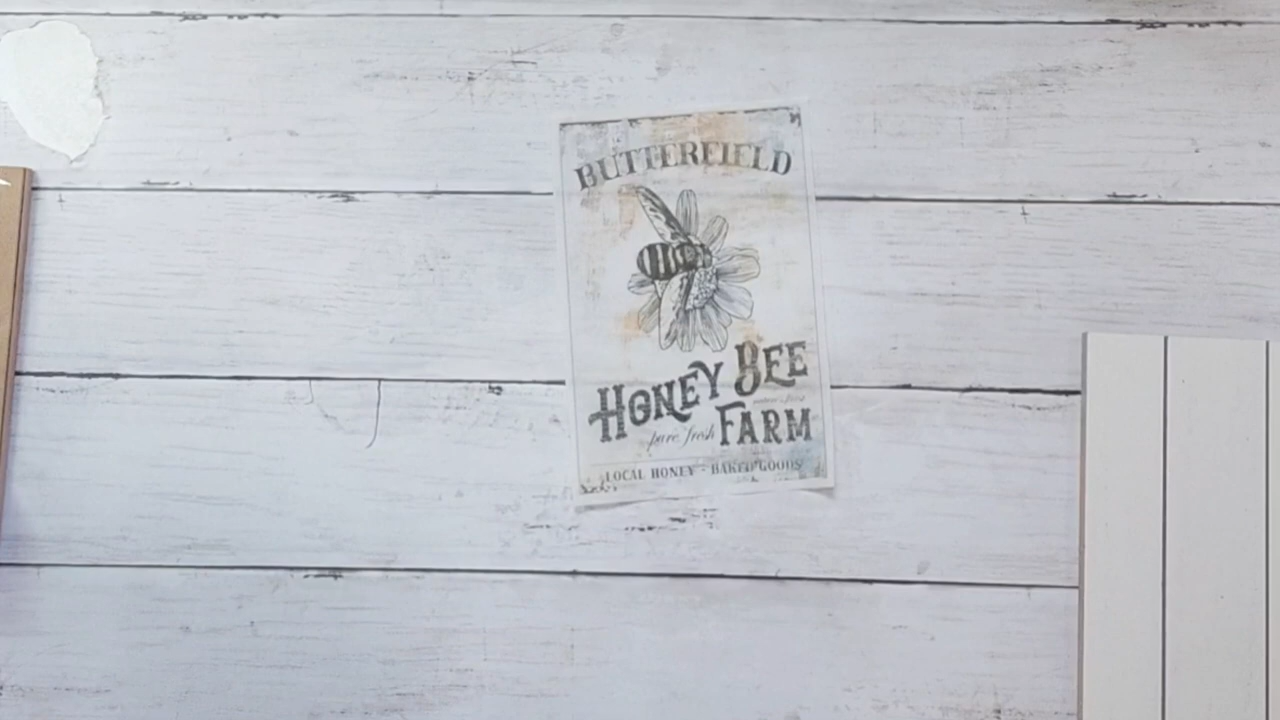 BUTTERFIELD
HONEY BEE
pure fresh FARM
LOCAL HONEY - BAKED GOODS